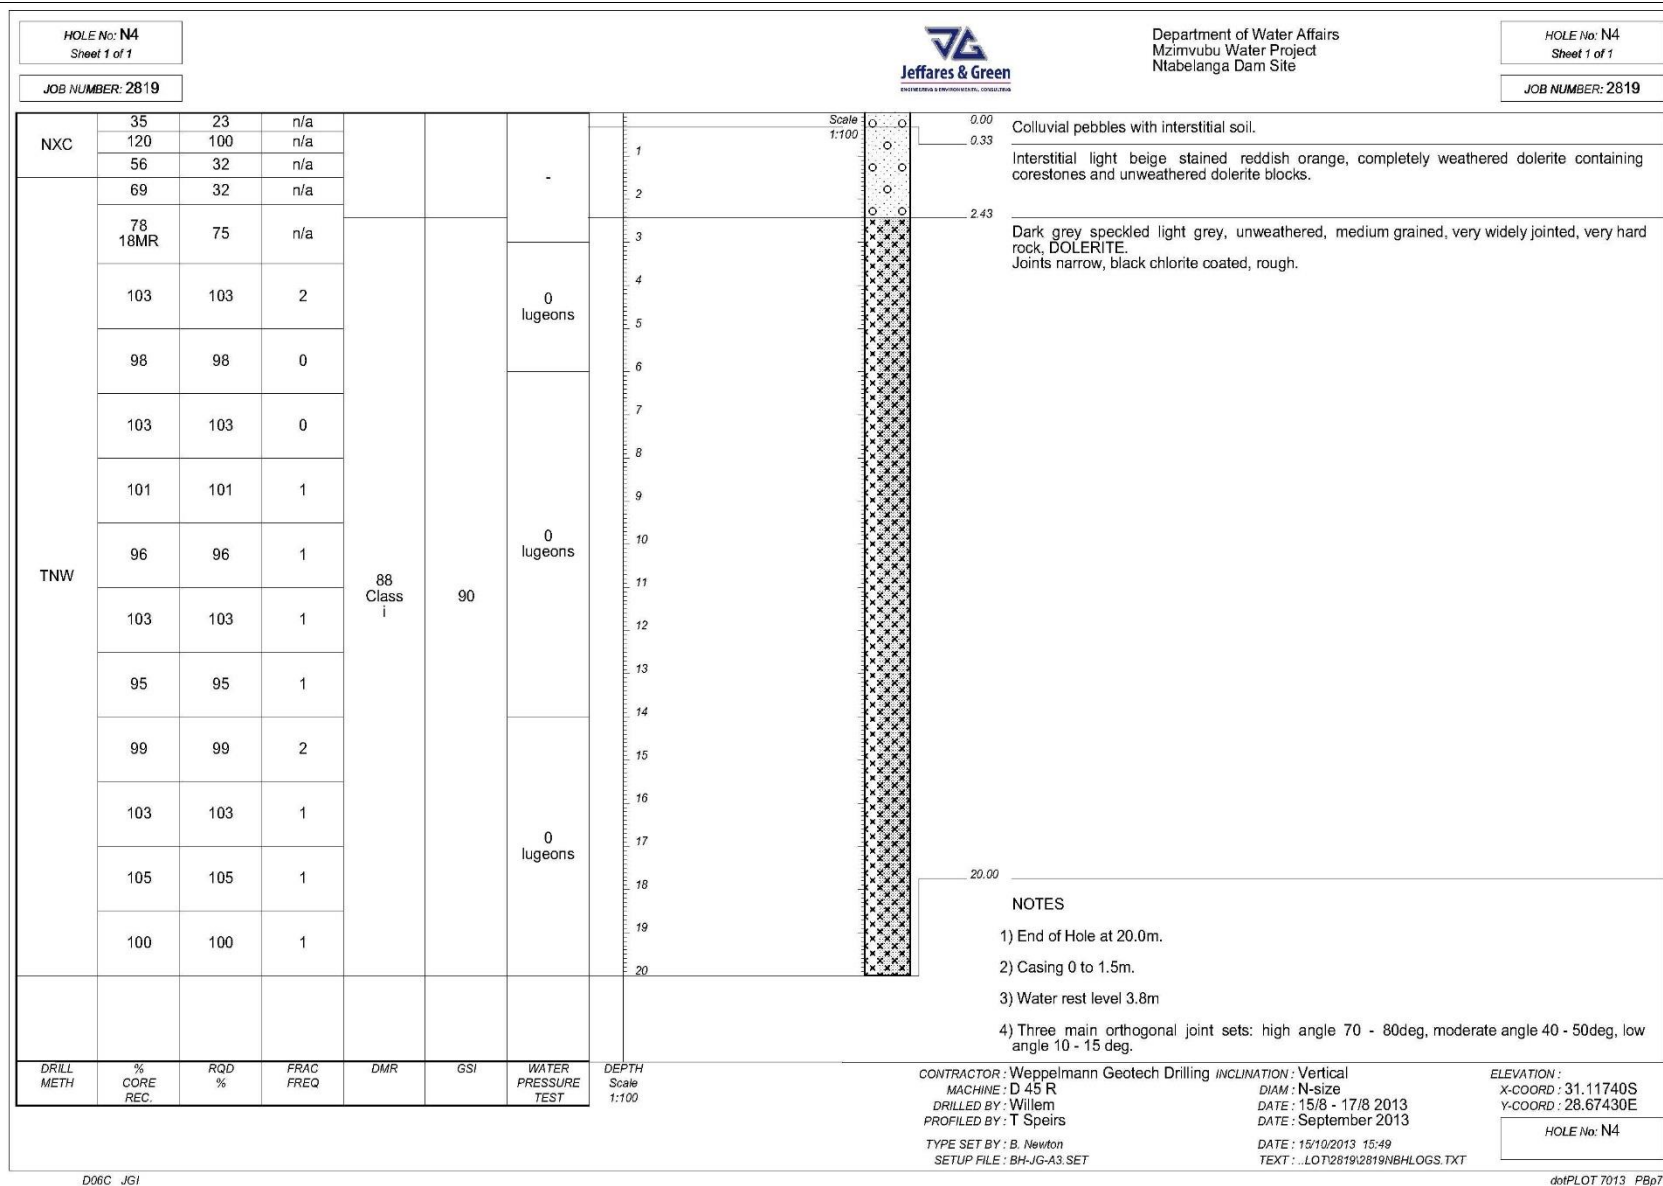 HOLE No: N4
Sheet 1 of 1
JOB NUMBER: 2819
Jeffares & Green
ENGINEERING & ENVIRONMENTAL CONSULTING
Department of Water Affairs
Mzimvubu Water Project
Ntabelanga Dam Site
HOLE No: N4
Sheet 1 of 1
JOB NUMBER: 2819
NXC
35 23 n/a
120 100 n/a
56 32 n/a
TNW
69 32 n/a
78
18MR
75 n/a
103 103 2
98 98 0
103 103 0
101 101 1
96 96 1
103 103 1
95 95 1
99 99 2
103 103 1
105 105 1
100 100 1
88
Class
i
90
-
0
lugeons
0
lugeons
0
lugeons
1
2
3
4
5
6
7
8
9
10
11
12
13
14
15
16
17
18
19
20
Scale
1:100
0.00
Colluvial pebbles with interstitial soil.
0.33
Interstitial light beige stained reddish orange, completely weathered dolerite containing
corestones and unweathered dolerite blocks.
2.43
Dark grey speckled light grey, unweathered, medium grained, very widely jointed, very hard
rock, DOLERITE.
Joints narrow, black chlorite coated, rough.
20.00
NOTES
1) End of Hole at 20.0m.
2) Casing 0 to 1.5m.
3) Water rest level 3.8m
4) Three main orthogonal joint sets: high angle 70 - 80deg, moderate angle 40 - 50deg, low
angle 10 - 15 deg.
DRILL
METH
%
CORE
REC.
RQD
%
FRAC
FREQ
DMR
GSI
WATER
PRESSURE
TEST
DEPTH
Scale
1:100
CONTRACTOR : Weppelmann Geotech Drilling
MACHINE : D 45 R
DRILLED BY : Willem
PROFILED BY : T Speirs
TYPE SET BY : B. Newton
SETUP FILE : BH-JG-A3.SET
INCLINATION : Vertical
DIAM : N-size
DATE : 15/8 - 17/8 2013
DATE : September 2013
DATE : 15/10/2013 15:49
TEXT : ..LOT\2819\2819NBHLOGS.TXT
ELEVATION :
X-COORD : 31.11740S
Y-COORD : 28.67430E
HOLE No: N4
D06C JGI
dotPLOT 7013 PBp7